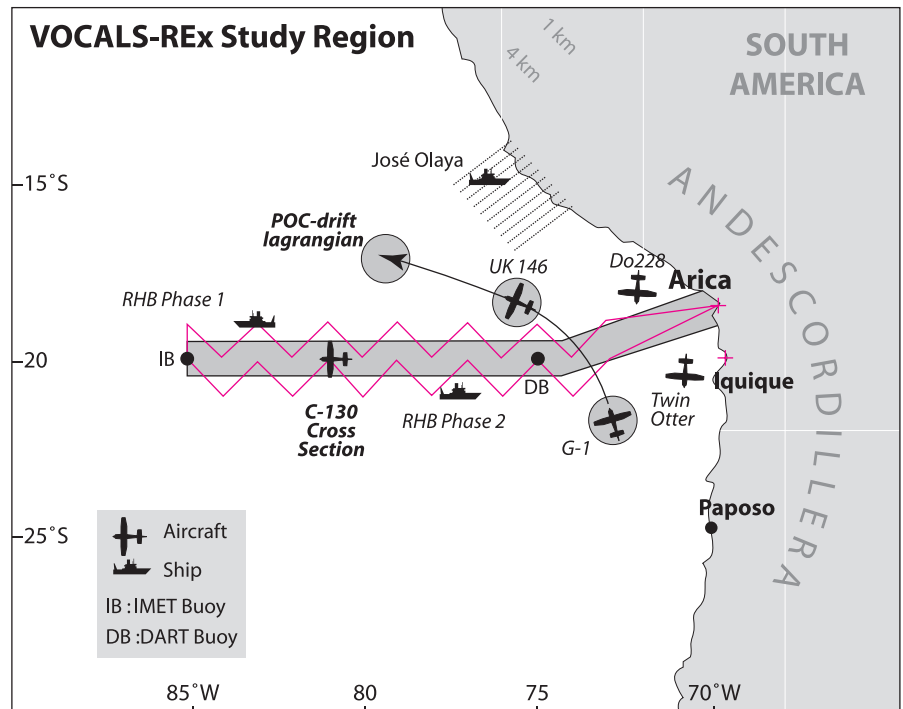 VOCALS-REx Study Region
1 km
4 km
SOUTH
AMERICA
José Olaya
15˚S
ANDES CORDILLERA
POC-drift
lagrangian
UK 146
Do228
Arica
RHB Phase 1
20
IB
DB
Iquique
C-130
Cross
Section
RHB Phase 2
Twin
Otter
G-1
Paposo
25˚S
Aircraft
Ship
IB : IMET Buoy
DB : DART Buoy
85˚W
80
75
70˚W